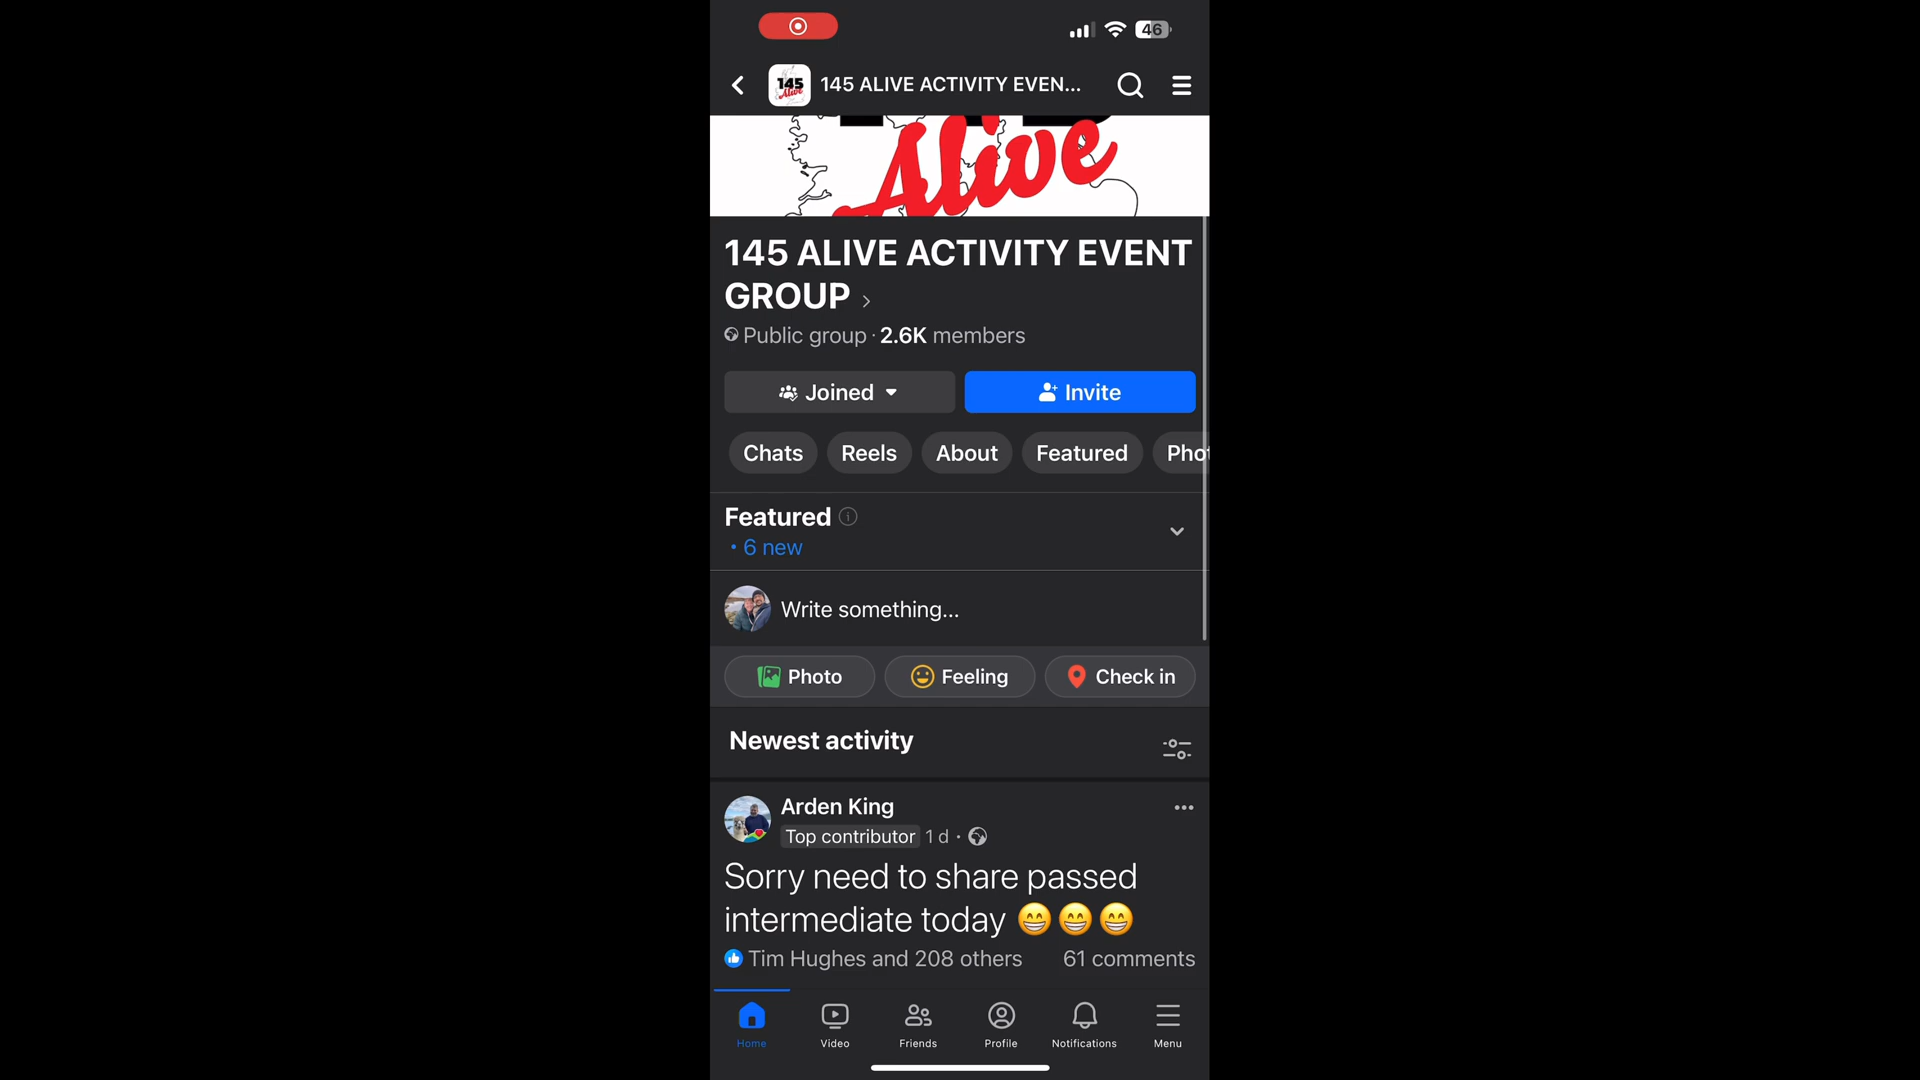 46
145 Alive
145 ALIVE ACTIVITY EVEN...
Alive
145 ALIVE ACTIVITY EVENT
GROUP
Public group · 2.6K members
Joined
Invite
Chats
Reels
About
Featured
Pho
Featured
• 6 new
Write something...
Photo
Feeling
Check in
Newest activity
Arden King
Top contributor 1 d ·
Sorry need to share passed
intermediate today 😁😁😁
Tim Hughes and 208 others
61 comments
Home
Video
Friends
Profile
Notifications
Menu